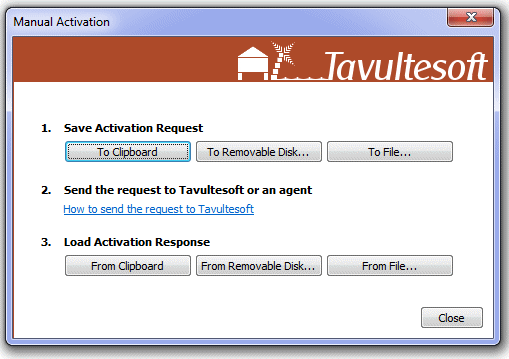 Manual Activation
Tavultesoft
1. Save Activation Request
To Clipboard To Removable Disk... To File...
2. Send the request to Tavultesoft or an agent
How to send the request to Tavultesoft
3. Load Activation Response
From Clipboard From Removable Disk... From File...
Close